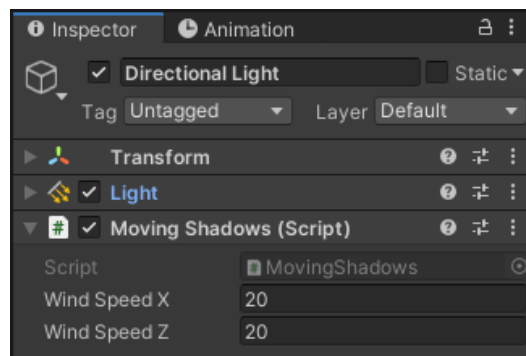 Inspector Animation
Directional Light Static
Tag Untagged Layer Default
Transform
Light
# Moving Shadows (Script)
Script # MovingShadows
Wind Speed X 20
Wind Speed Z 20